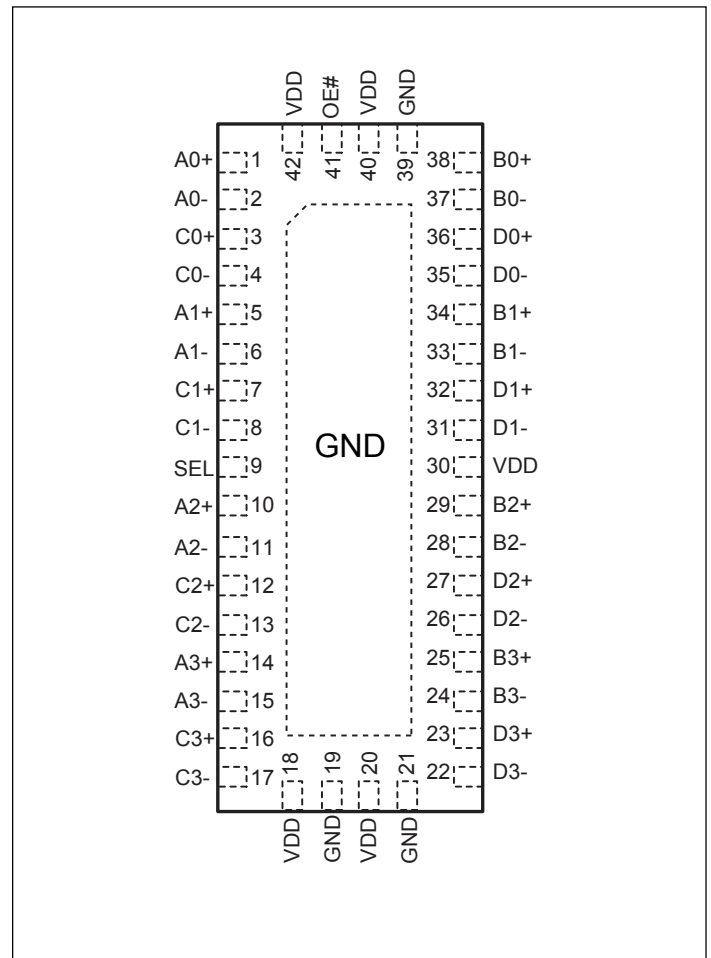 VDD OE# VDD GND
42 41 40 39
A0+ 1 38 B0+
A0- 2 37 B0-
C0+ 3 36 D0+
C0- 4 35 D0-
A1+ 5 34 B1+
A1- 6 33 B1-
C1+ 7 32 D1+
C1- 8 31 D1-
GND
SEL 9 30 VDD
A2+ 10 29 B2+
A2- 11 28 B2-
C2+ 12 27 D2+
C2- 13 26 D2-
A3+ 14 25 B3+
A3- 15 24 B3-
C3+ 16 23 D3+
C3- 17 22 D3-
18 19 20 21
VDD GND VDD GND